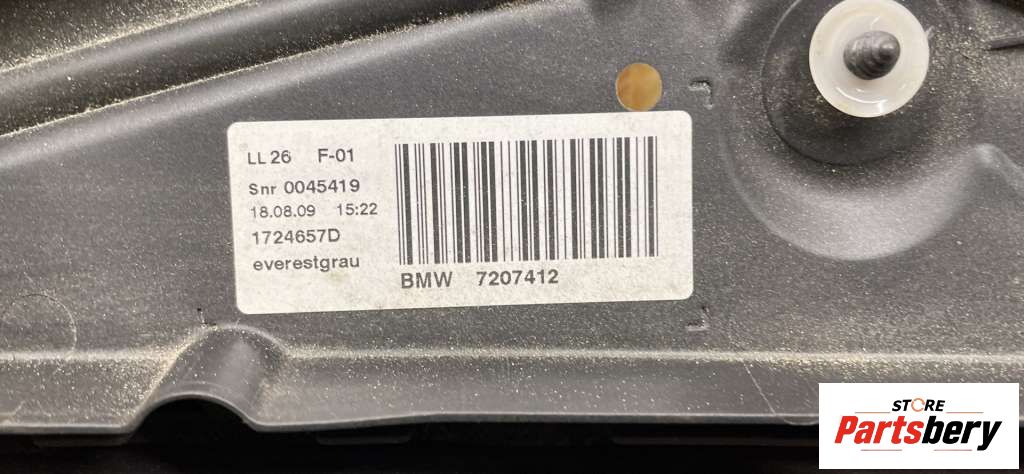 LL 26 F-01
Snr 0045419
18.08.09 15:22
1724657D
everestgrau
BMW 7207412
STORE
Partsbery